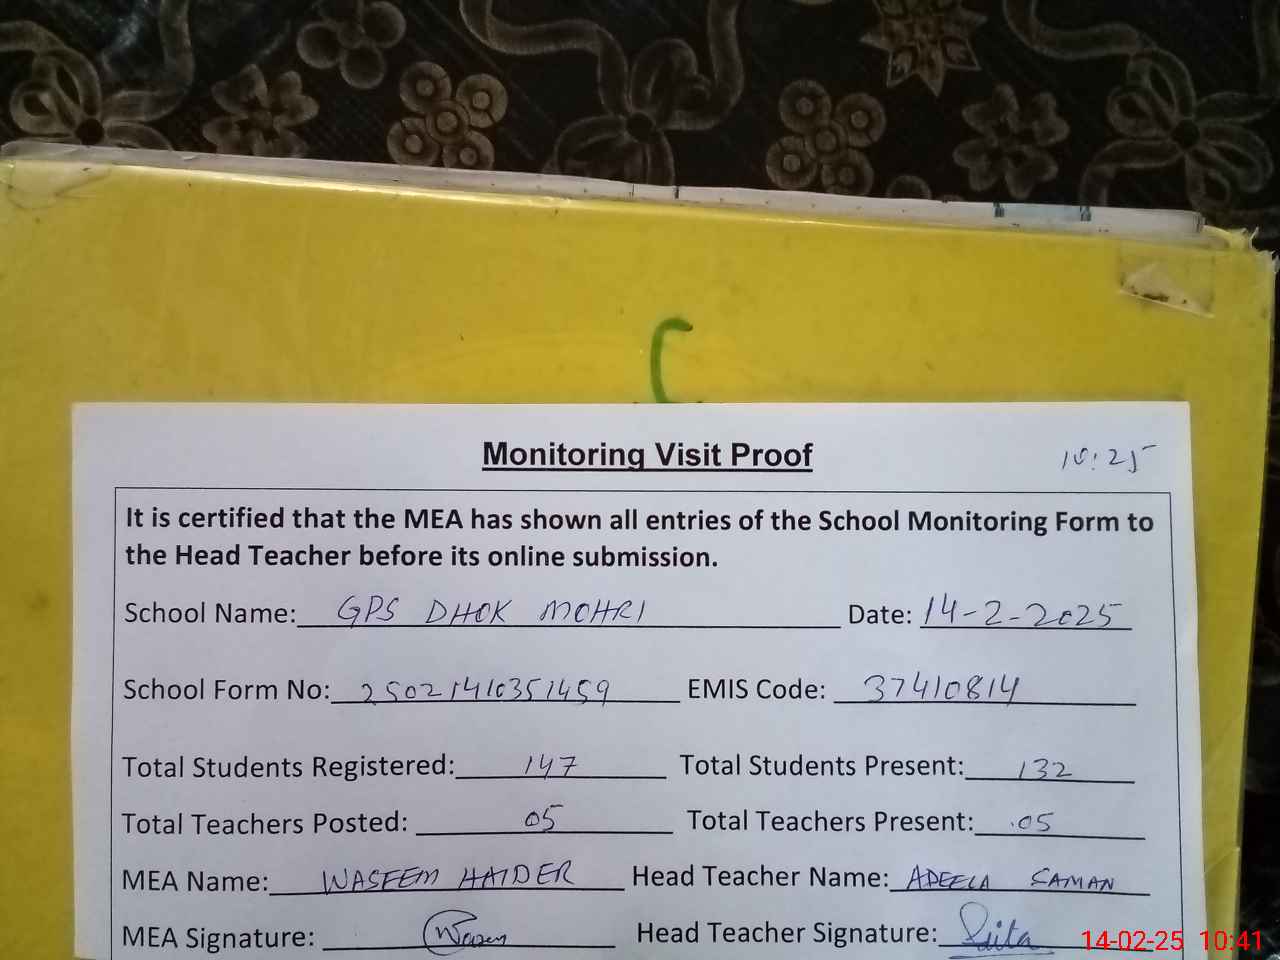 Monitoring Visit Proof 10:25
It is certified that the MEA has shown all entries of the School Monitoring Form to
the Head Teacher before its online submission.
School Name: GPS DHOK MOHRI Date: 14-2-2025
School Form No: 25021410351459 EMIS Code: 37410814
Total Students Registered: 147 Total Students Present: 132
Total Teachers Posted: 05 Total Teachers Present: 05
MEA Name: WASEEM HAIDER Head Teacher Name: ADEELA SAMAN
MEA Signature: Head Teacher Signature:
14-02-25 10:41